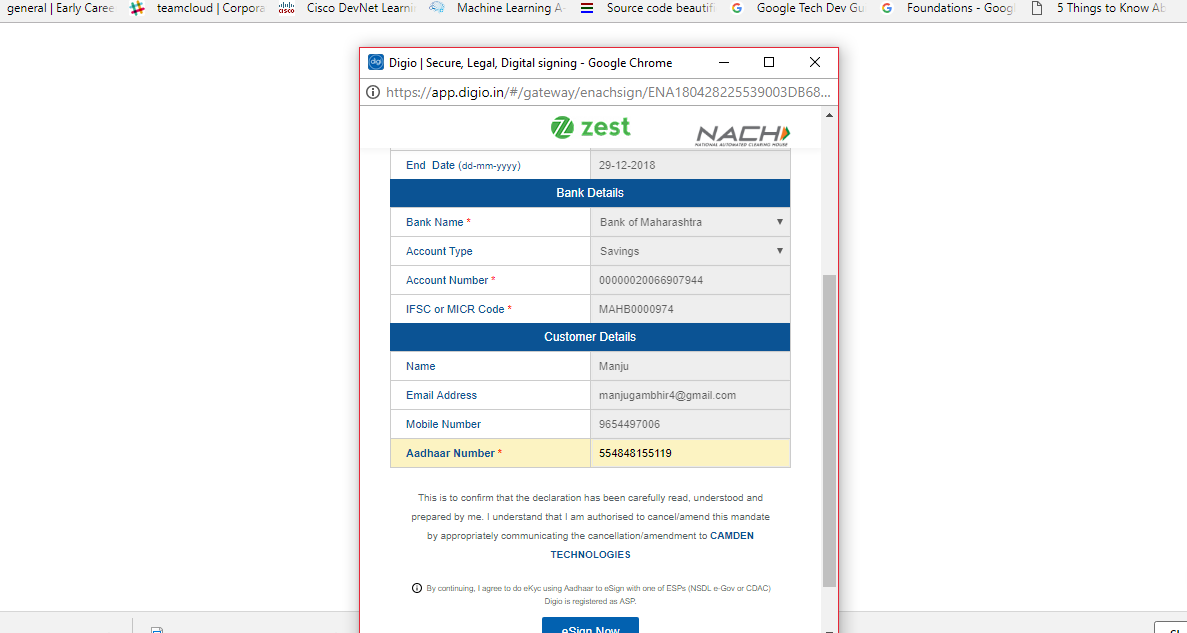 general | Early Caree teamcloud | Corpora Cisco DevNet Learni Machine Learning A- Source code beautifi Google Tech Dev Gu Foundations - Googl 5 Things to Know Ab
Digio | Secure, Legal, Digital signing - Google Chrome
https://app.digio.in/#/gateway/enachsign/ENA180428225539003DB68...
zest NACH
NATIONAL AUTOMATED CLEARING HOUSE
End Date (dd-mm-yyyy) 29-12-2018
Bank Details
Bank Name * Bank of Maharashtra
Account Type Savings
Account Number * 00000020066907944
IFSC or MICR Code * MAHB0000974
Customer Details
Name Manju
Email Address manjugambhir4@gmail.com
Mobile Number 9654497006
Aadhaar Number * 554848155119
This is to confirm that the declaration has been carefully read, understood and
prepared by me. I understand that I am authorised to cancel/amend this mandate
by appropriately communicating the cancellation/amendment to CAMDEN
TECHNOLOGIES
By continuing, I agree to do eKyc using Aadhaar to eSign with one of ESPs (NSDL e-Gov or CDAC)
Digio is registered as ASP.
eSign Now